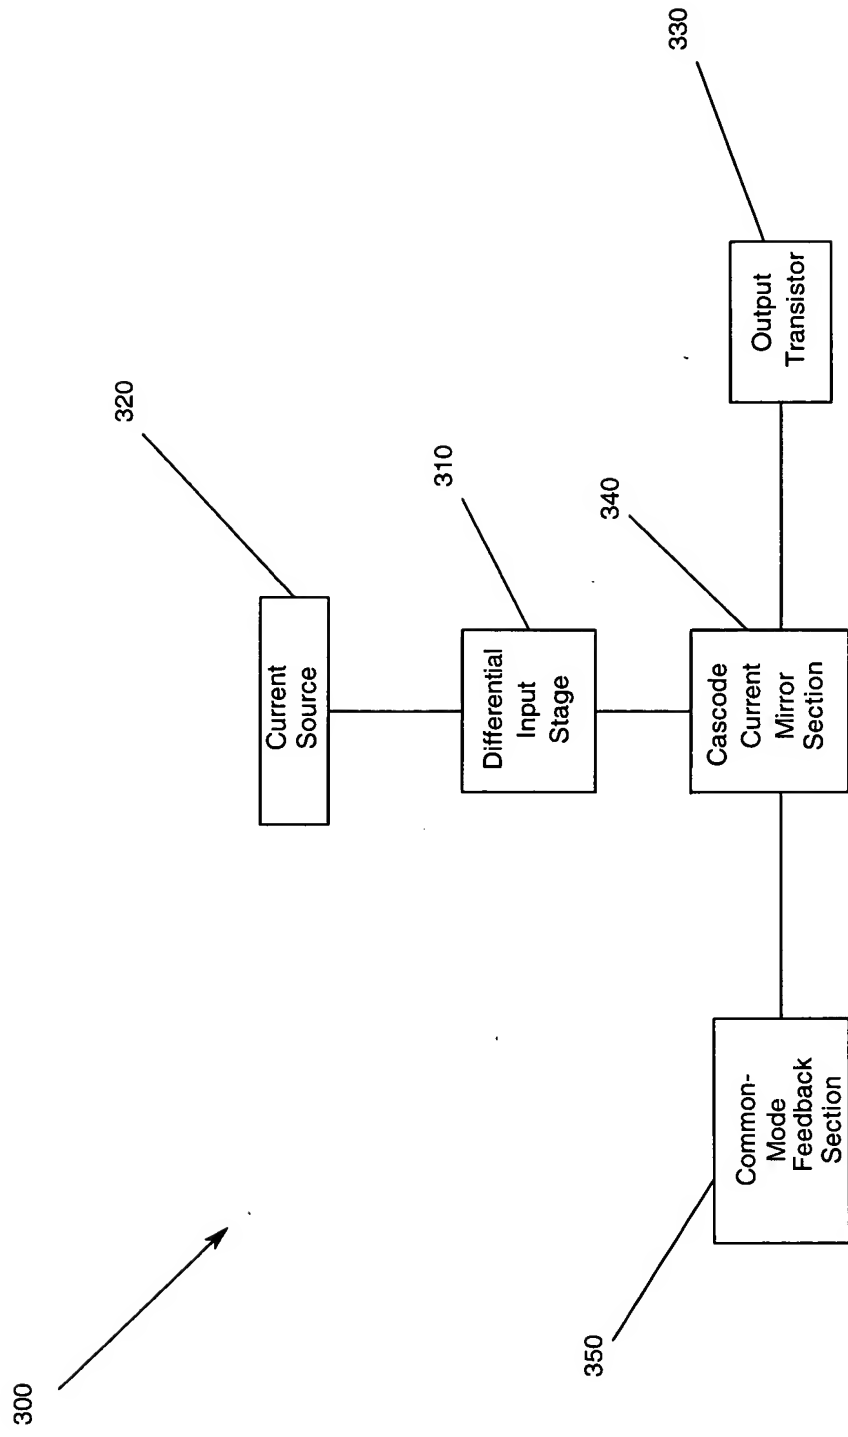 300
320
Current
Source
310
Differential
Input
Stage
350
Common-
Mode
Feedback
Section
340
Cascode
Current
Mirror
Section
330
Output
Transistor